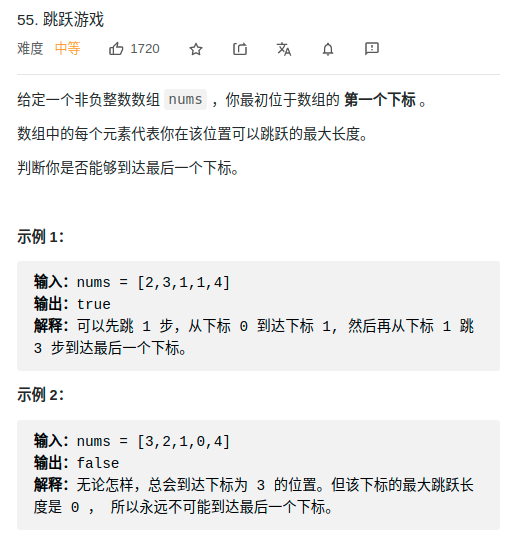 55. 跳跃游戏
难度 中等 1720
给定一个非负整数数组 nums ，你最初位于数组的 第一个下标 。
数组中的每个元素代表你在该位置可以跳跃的最大长度。
判断你是否能够到达最后一个下标。
示例 1：
输入：nums = [2,3,1,1,4]
输出：true
解释：可以先跳 1 步，从下标 0 到达下标 1, 然后再从下标 1 跳
3 步到达最后一个下标。
示例 2：
输入：nums = [3,2,1,0,4]
输出：false
解释：无论怎样，总会到达下标为 3 的位置。但该下标的最大跳跃长
度是 0 ， 所以永远不可能到达最后一个下标。